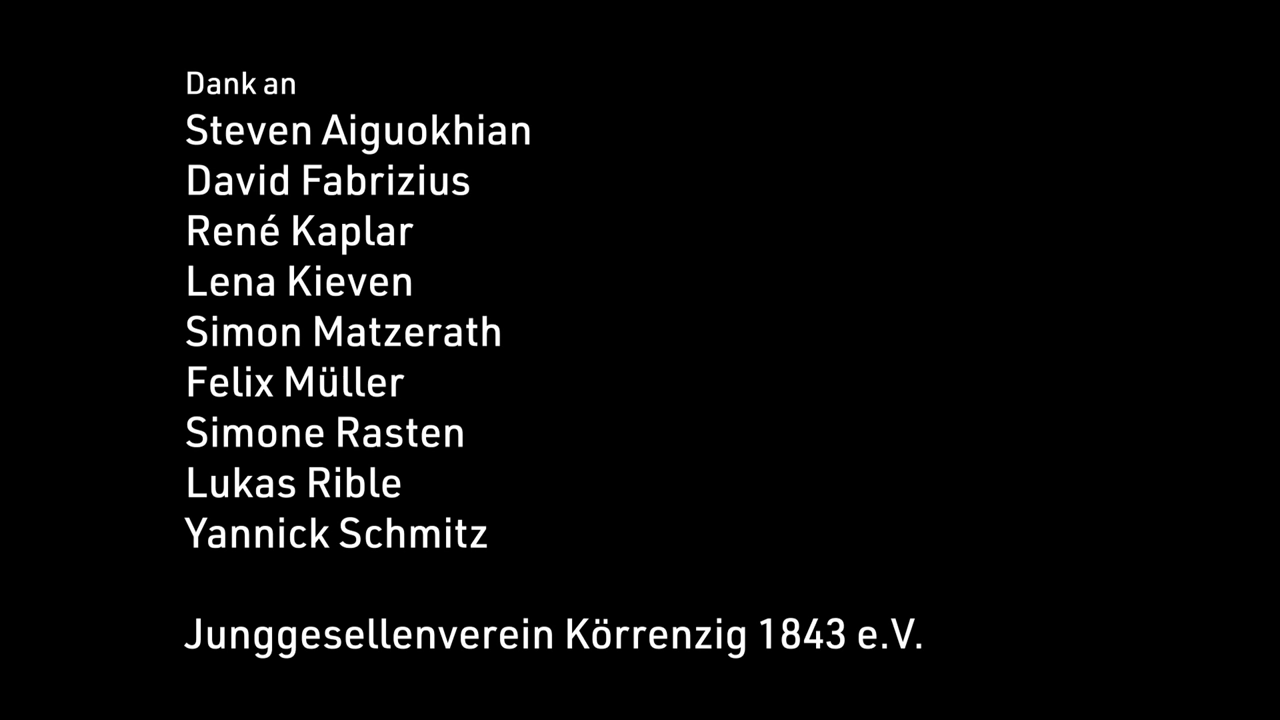 Dank an
Steven Aiguokhian
David Fabrizius
René Kaplar
Lena Kieven
Simon Matzerath
Felix Müller
Simone Rasten
Lukas Rible
Yannick Schmitz
Junggesellenverein Körrenzig 1843 e.V.